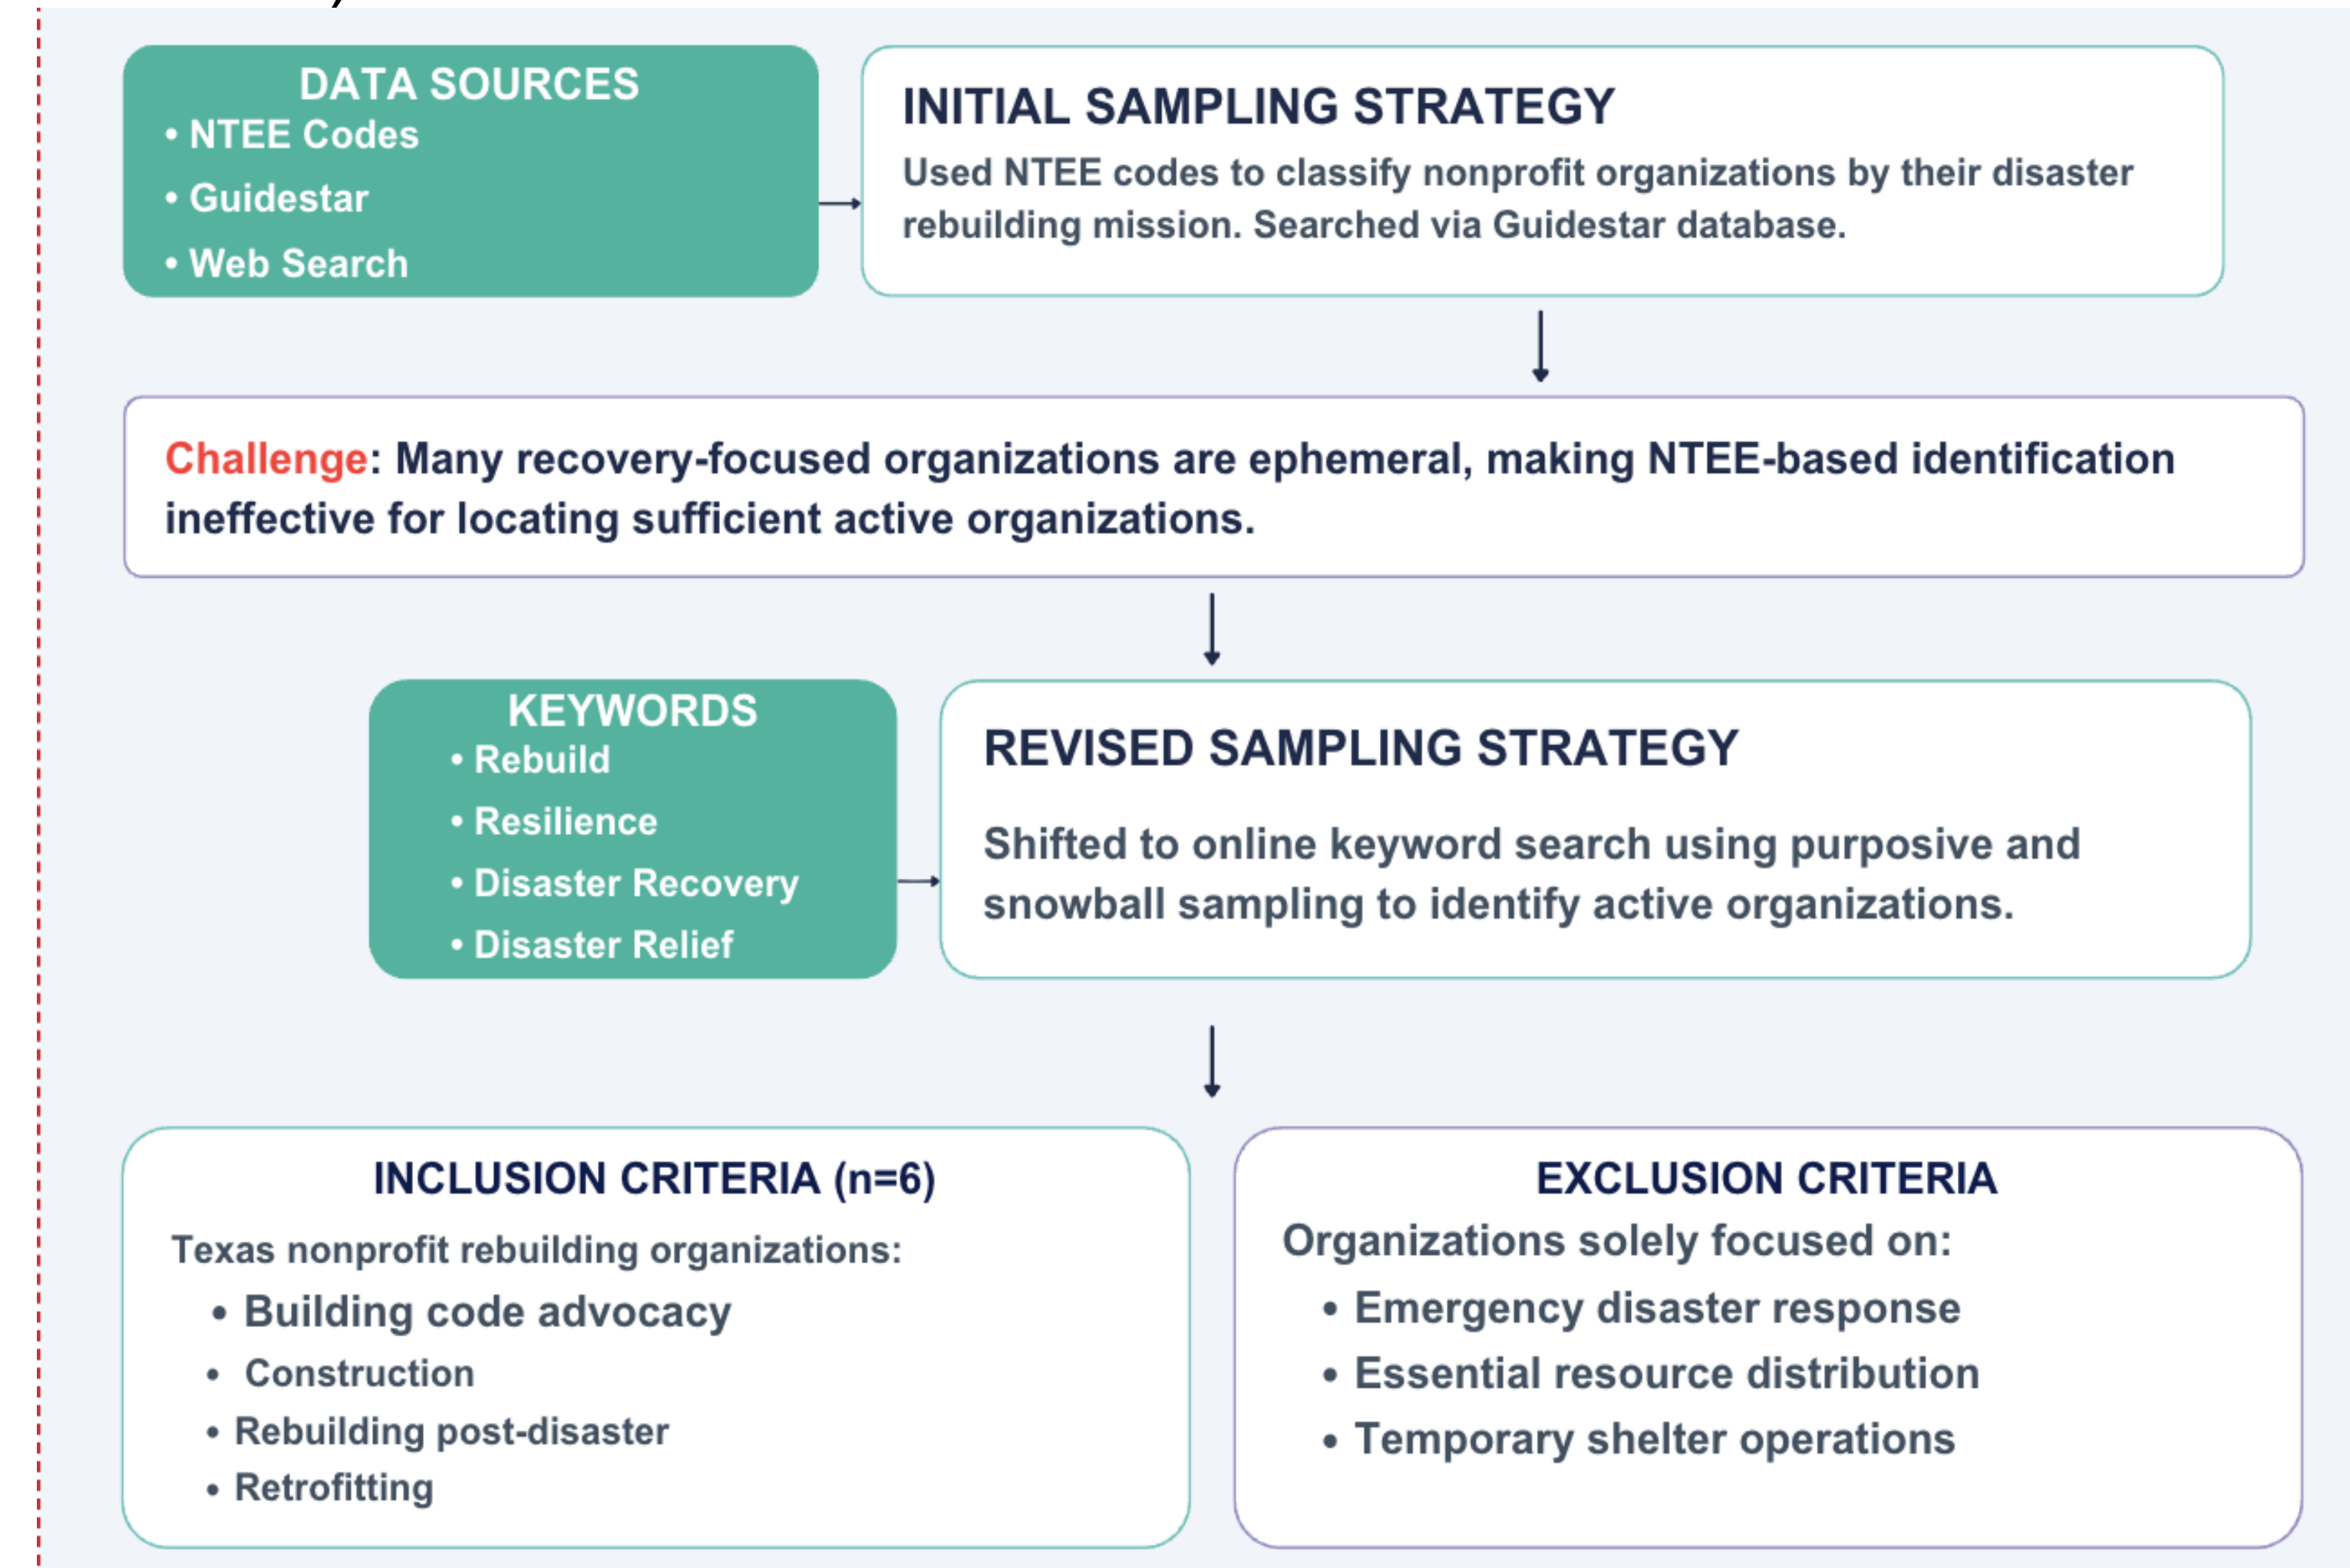 DATA SOURCES
• NTEE Codes
• Guidestar
• Web Search
INITIAL SAMPLING STRATEGY
Used NTEE codes to classify nonprofit organizations by their disaster
rebuilding mission. Searched via Guidestar database.
Challenge: Many recovery-focused organizations are ephemeral, making NTEE-based identification
ineffective for locating sufficient active organizations.
KEYWORDS
• Rebuild
• Resilience
• Disaster Recovery
• Disaster Relief
REVISED SAMPLING STRATEGY
Shifted to online keyword search using purposive and
snowball sampling to identify active organizations.
INCLUSION CRITERIA (n=6)
Texas nonprofit rebuilding organizations:
• Building code advocacy
• Construction
• Rebuilding post-disaster
• Retrofitting
EXCLUSION CRITERIA
Organizations solely focused on:
• Emergency disaster response
• Essential resource distribution
• Temporary shelter operations